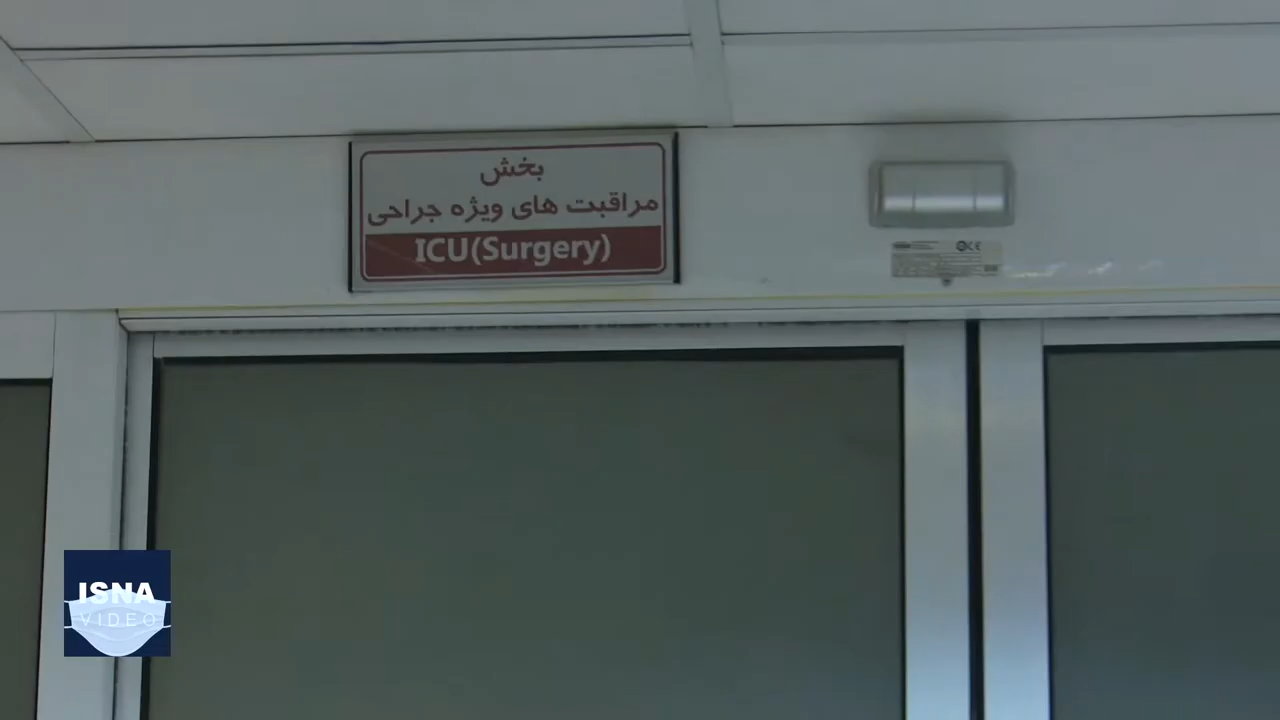 بخش
مراقبت های ویژه جراحی
ICU(Surgery)
ISNA
VIDEO